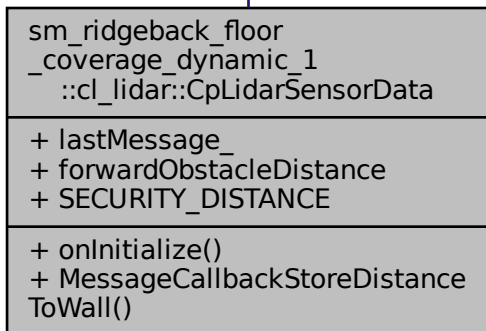 sm_ridgeback_floor
_coverage_dynamic_1
::cl_lidar::CpLidarSensorData
+ lastMessage_
+ forwardObstacleDistance
+ SECURITY_DISTANCE
+ onInitialize()
+ MessageCallbackStoreDistance
ToWall()